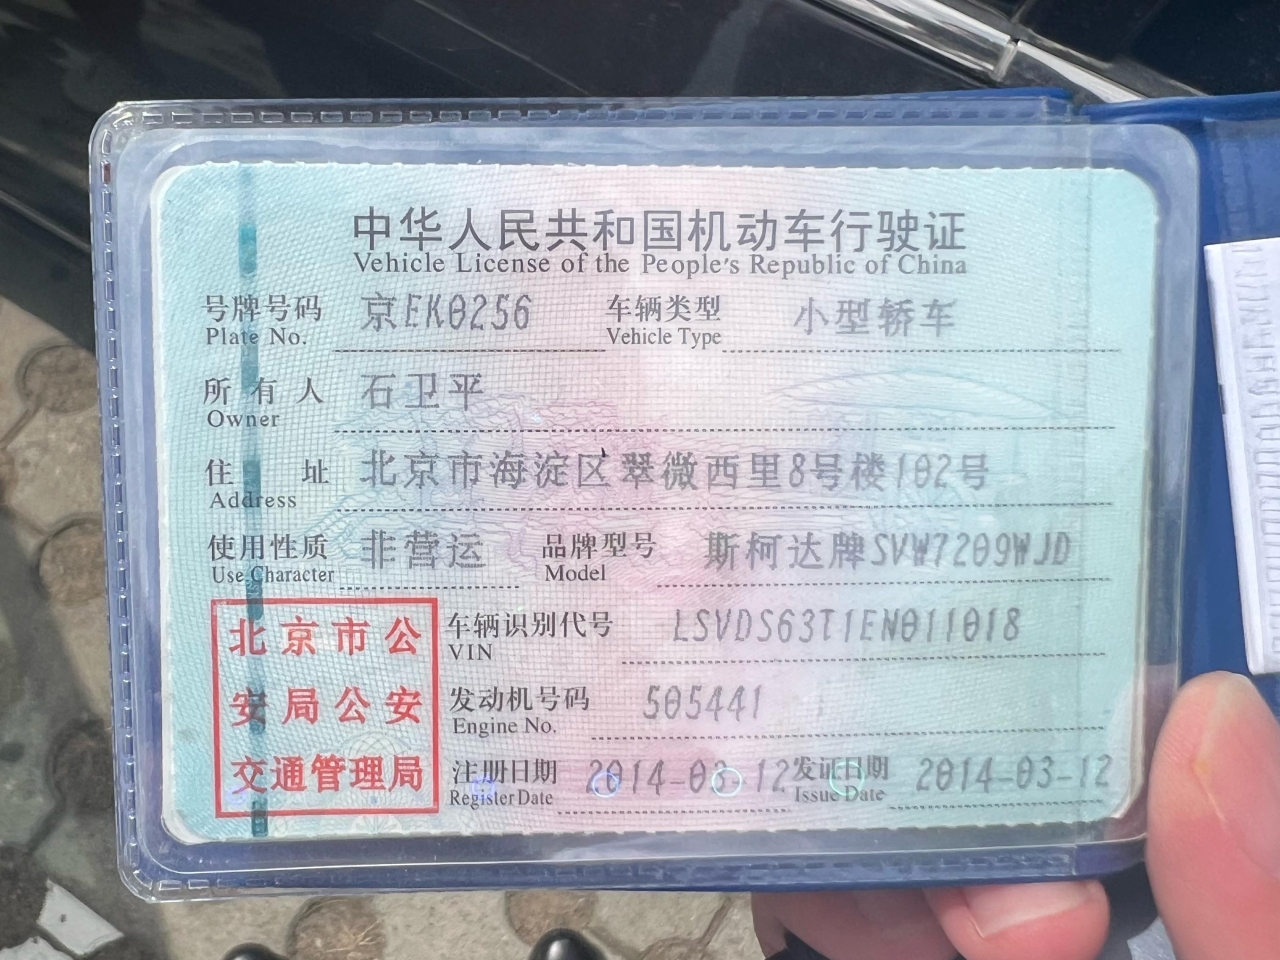 中华人民共和国机动车行驶证
Vehicle License of the People's Republic of China
号牌号码 京EK0256 车辆类型 小型轿车
Plate No. Vehicle Type
所有人 石卫平
Owner
住址 北京市海淀区翠微西里8号楼102号
Address
使用性质 非营运 品牌型号 斯柯达牌SVW7209WJD
Use Character Model
北京市公
安局公安
交通管理局
车辆识别代号 LSVDS63T1EN011018
VIN
发动机号码 505441
Engine No.
注册日期 2014-03-12 发证日期 2014-03-12
Register Date Issue Date